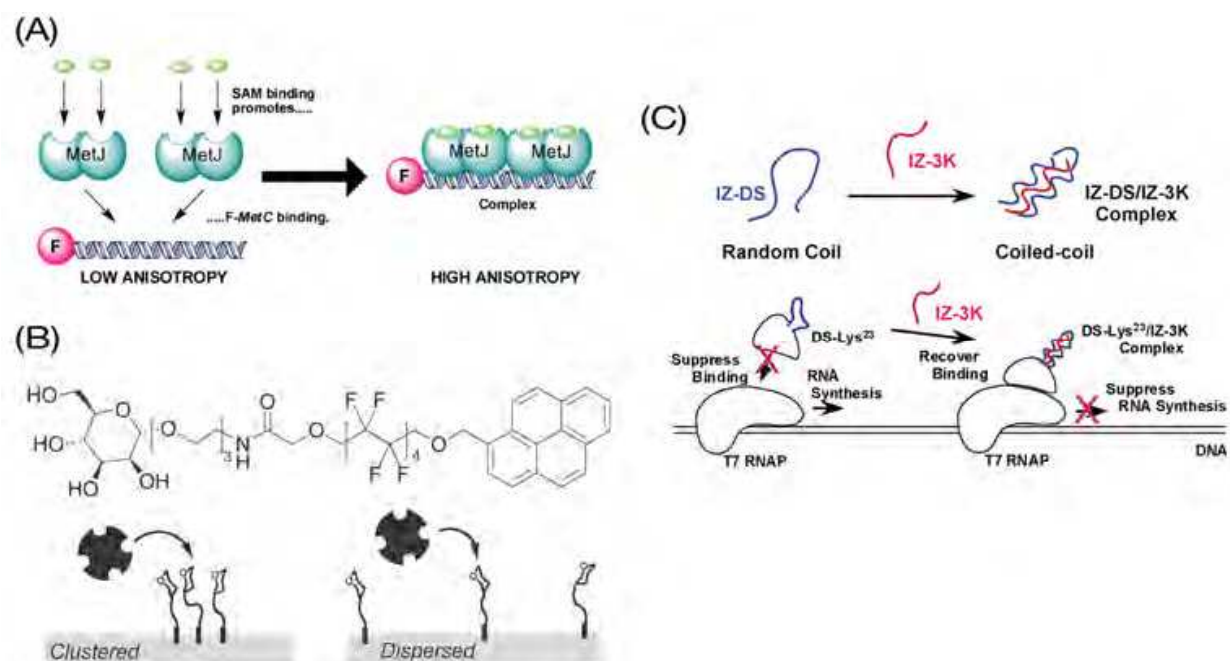 (A)
SAM binding
promotes.....
MetJ
MetJ
.....F-MetC binding.
F
LOW ANISOTROPY
F
MetJ
MetJ
Complex
HIGH ANISOTROPY
(B)
HO
HO
HO
OH
O
O
3
N
H
O
O
F
F
F
F
4
O
Clustered
Dispersed
(C)
IZ-DS
Random Coil
IZ-3K
IZ-DS/IZ-3K
Complex
Coiled-coil
DS-Lys23
Suppress
Binding
RNA
Synthesis
T7 RNAP
IZ-3K
Recover
Binding
DS-Lys23/IZ-3K
Complex
Suppress
RNA Synthesis
T7 RNAP
DNA